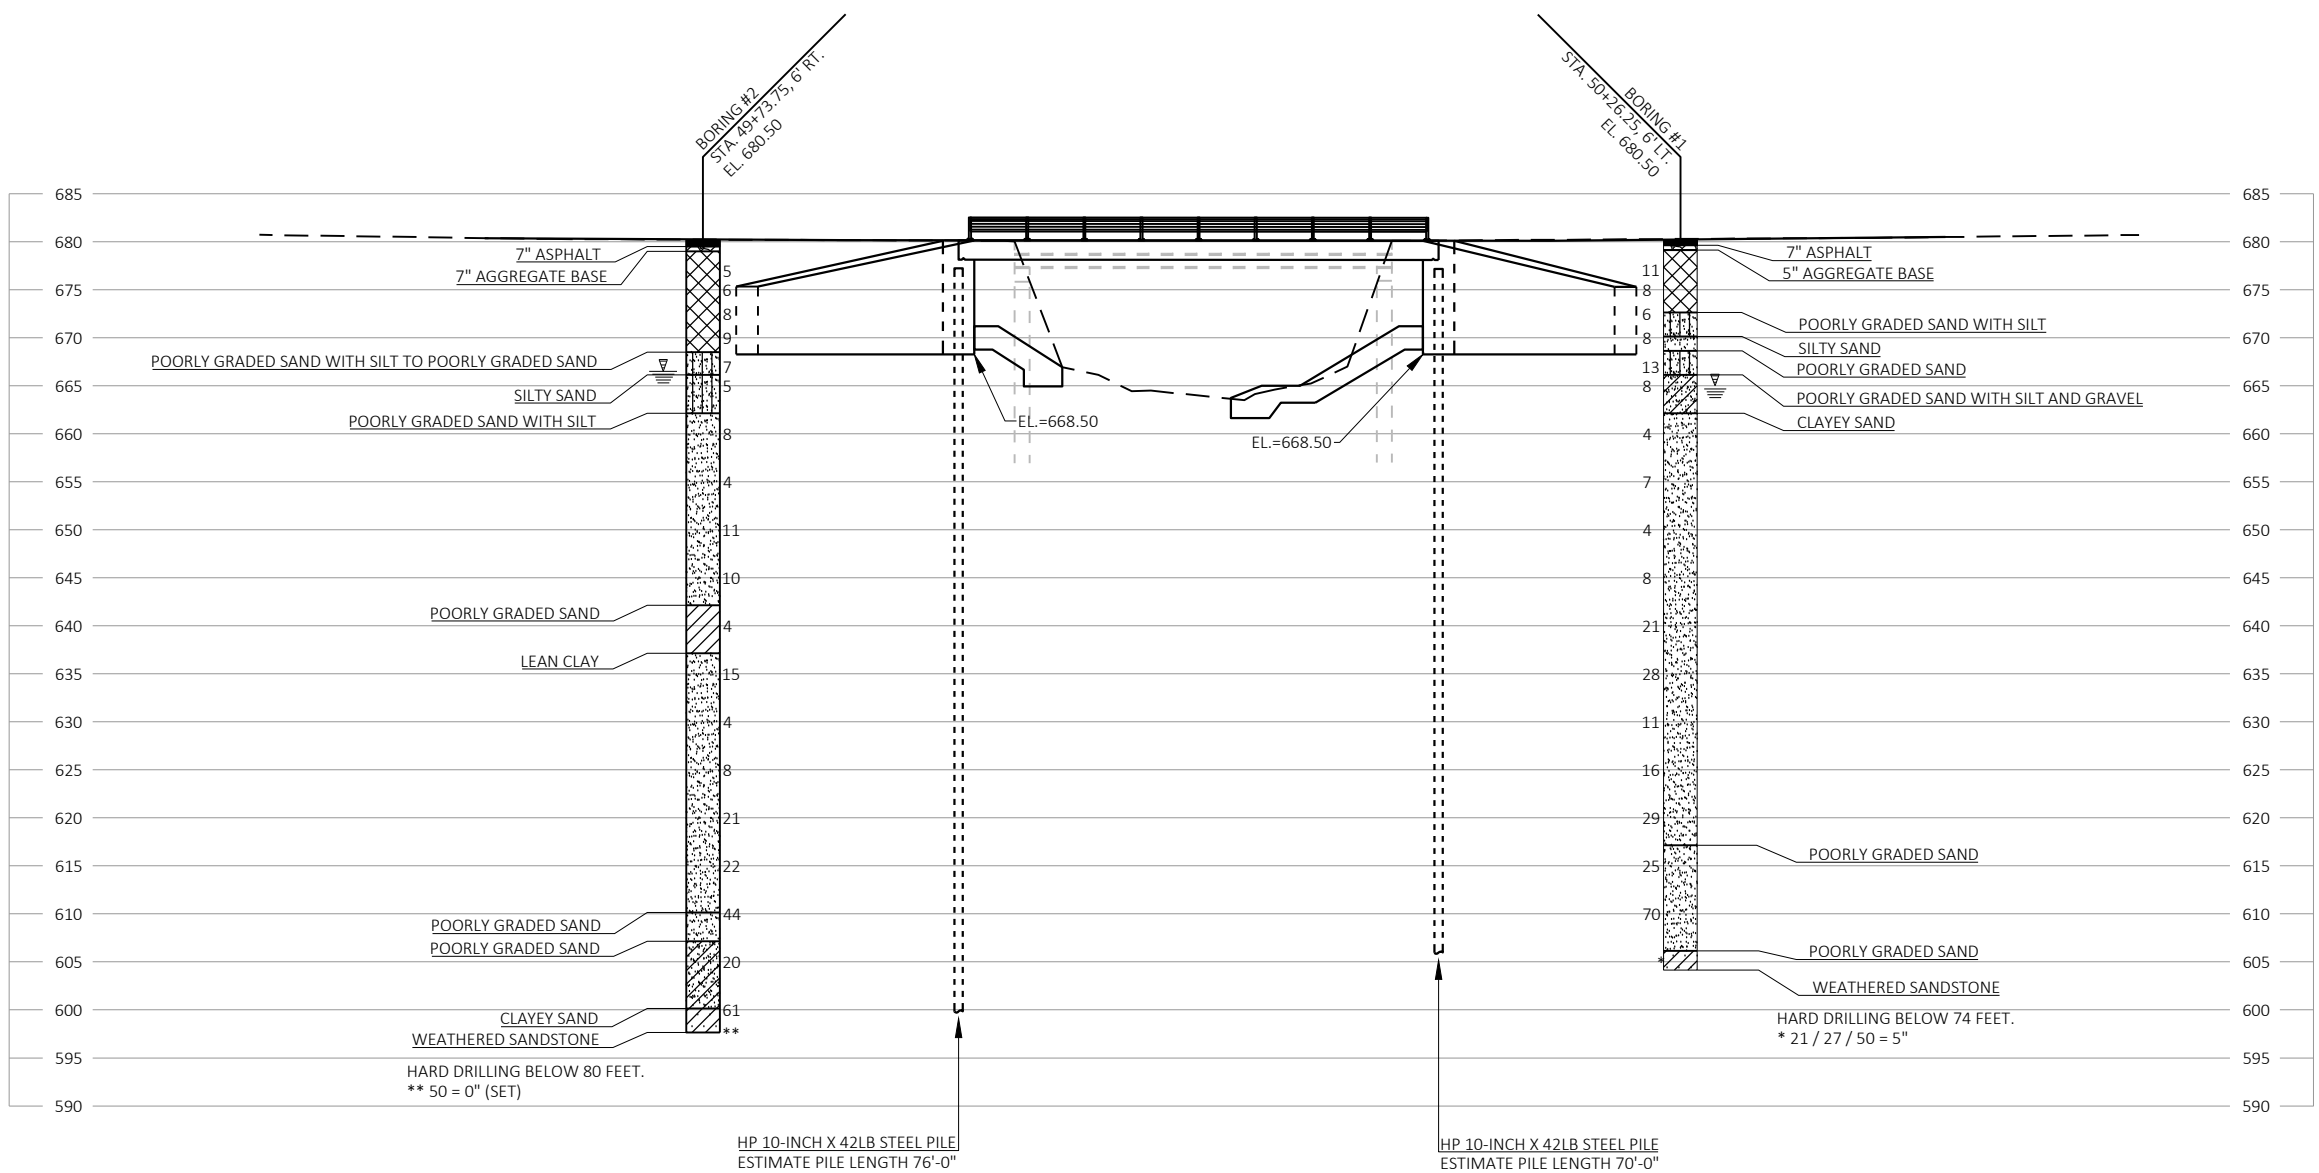 BORING #2
STA. 49+73.75, 6' RT.
EL. 680.50
BORING #1
STA. 50+26.25, 6' LT.
EL. 680.50
685
680
675
670
665
660
655
650
645
640
635
630
625
620
615
610
605
600
595
590
7" ASPHALT
7" AGGREGATE BASE
POORLY GRADED SAND WITH SILT TO POORLY GRADED SAND
SILTY SAND
POORLY GRADED SAND WITH SILT
POORLY GRADED SAND
LEAN CLAY
POORLY GRADED SAND
POORLY GRADED SAND
CLAYEY SAND
WEATHERED SANDSTONE
HARD DRILLING BELOW 80 FEET.
** 50 = 0" (SET)
5
6
8
9
7
5
8
4
11
10
4
15
4
8
21
22
44
20
61
**
EL.=668.50
EL.=668.50
HP 10-INCH X 42LB STEEL PILE
ESTIMATE PILE LENGTH 76'-0"
HP 10-INCH X 42LB STEEL PILE
ESTIMATE PILE LENGTH 70'-0"
11
8
6
8
13
8
4
7
4
8
21
28
11
16
29
25
70
*
7" ASPHALT
5" AGGREGATE BASE
POORLY GRADED SAND WITH SILT
SILTY SAND
POORLY GRADED SAND
POORLY GRADED SAND WITH SILT AND GRAVEL
CLAYEY SAND
POORLY GRADED SAND
POORLY GRADED SAND
WEATHERED SANDSTONE
HARD DRILLING BELOW 74 FEET.
* 21 / 27 / 50 = 5"
685
680
675
670
665
660
655
650
645
640
635
630
625
620
615
610
605
600
595
590